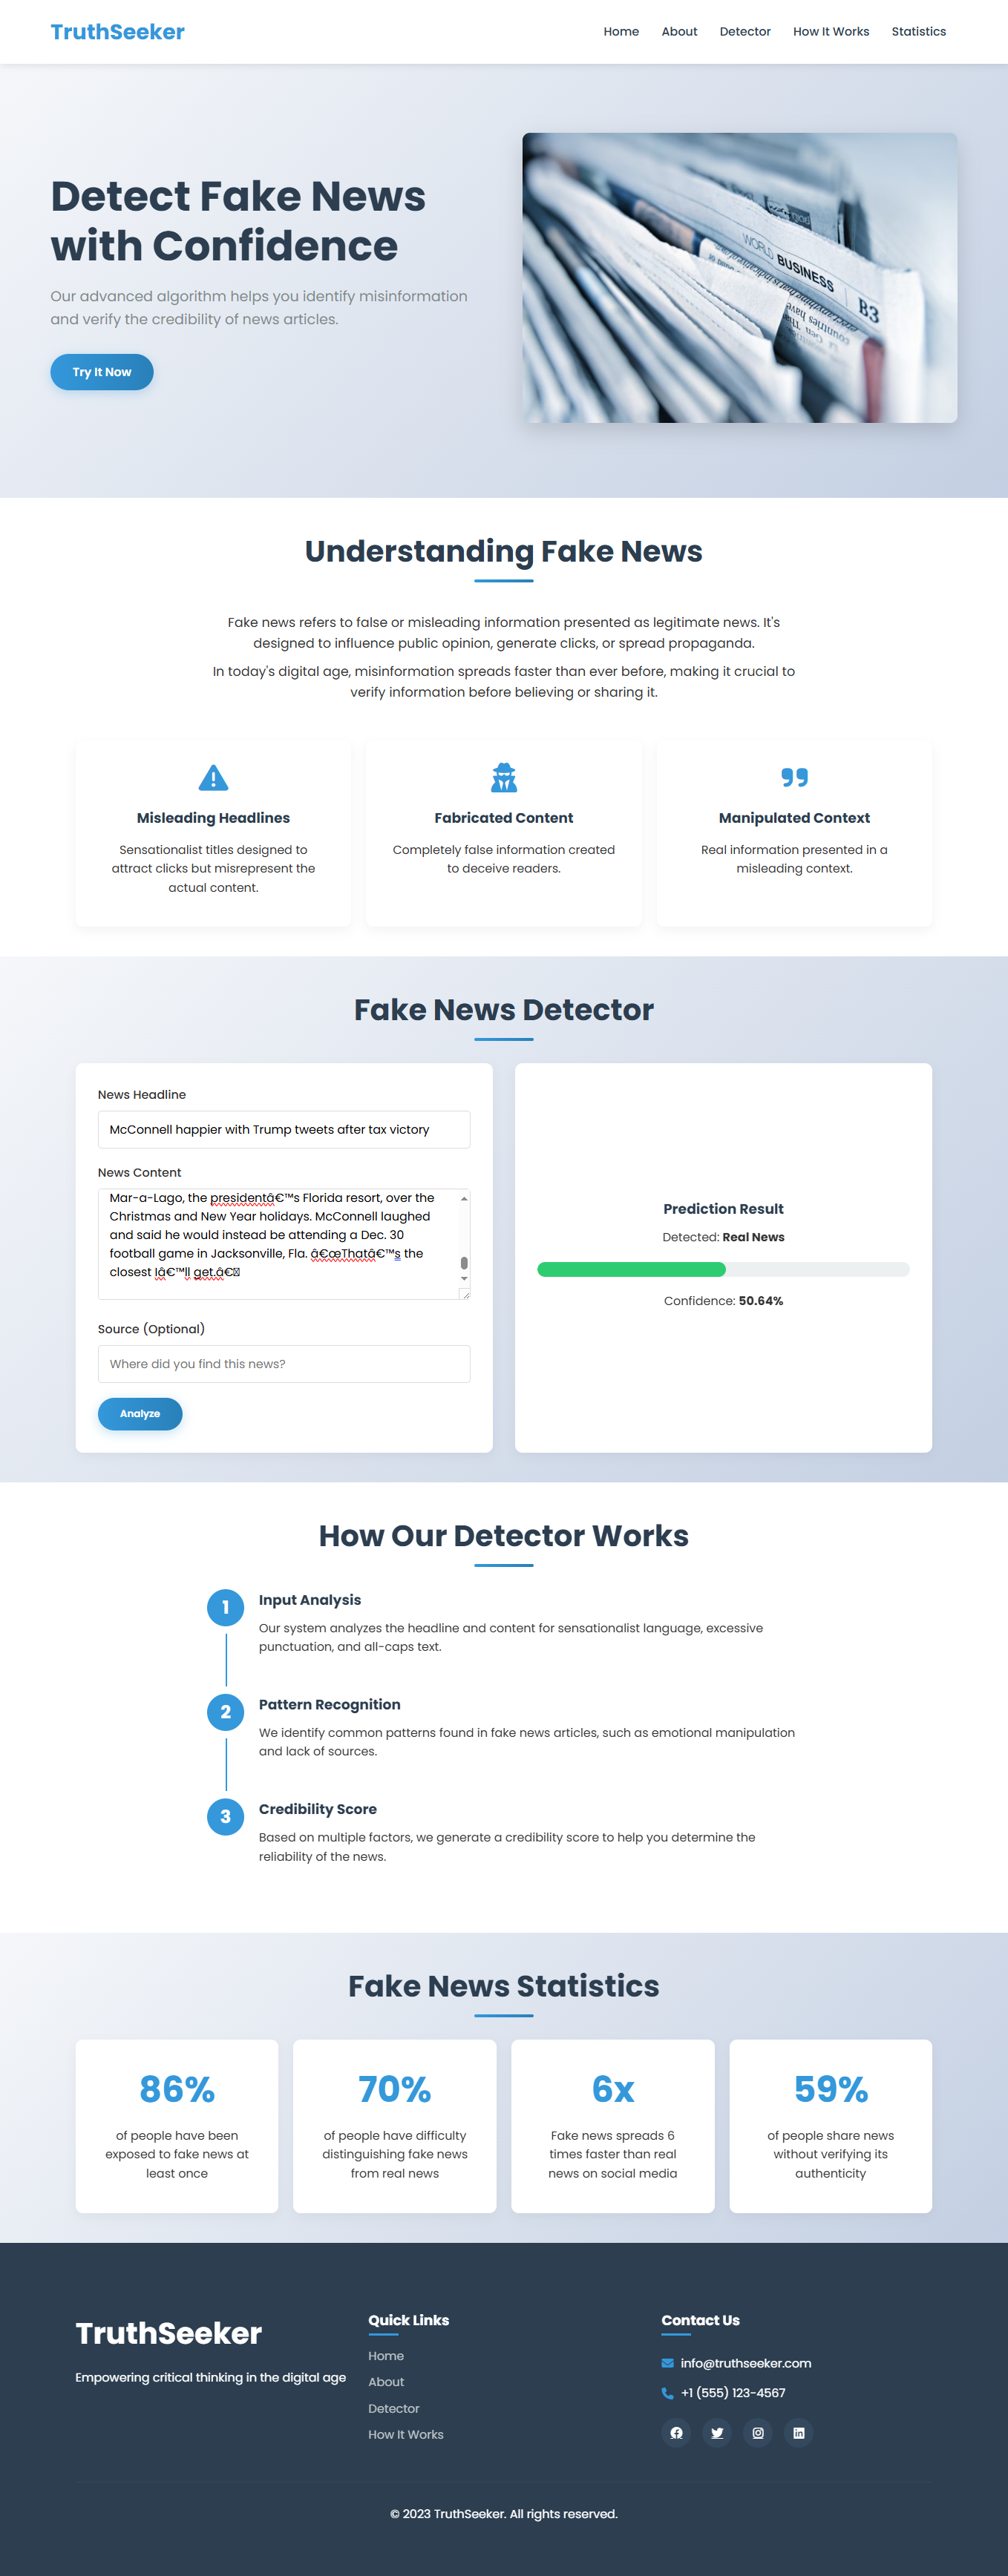 TruthSeeker
Home
About
Detector
How It Works
Statistics
Detect Fake News
with Confidence
Our advanced algorithm helps you identify misinformation
and verify the credibility of news articles.
Try It Now
WORLD BUSINESS B3
countries
have
Then
Understanding Fake News
Fake news refers to false or misleading information presented as legitimate news. It's
designed to influence public opinion, generate clicks, or spread propaganda.
In today's digital age, misinformation spreads faster than ever before, making it crucial to
verify information before believing or sharing it.
Misleading Headlines
Sensationalist titles designed to
attract clicks but misrepresent the
actual content.
Fabricated Content
Completely false information created
to deceive readers.
Manipulated Context
Real information presented in a
misleading context.
Fake News Detector
News Headline
McConnell happier with Trump tweets after tax victory
News Content
Mar-a-Lago, the presidentâ€™s Florida resort, over the
Christmas and New Year holidays. McConnell laughed
and said he would instead be attending a Dec. 30
football game in Jacksonville, Fla. â€œThatâ€™s the
closest Iâ€™ll get.â€
Source (Optional)
Where did you find this news?
Analyze
Prediction Result
Detected: Real News
Confidence: 50.64%
How Our Detector Works
1
Input Analysis
Our system analyzes the headline and content for sensationalist language, excessive
punctuation, and all-caps text.
2
Pattern Recognition
We identify common patterns found in fake news articles, such as emotional manipulation
and lack of sources.
3
Credibility Score
Based on multiple factors, we generate a credibility score to help you determine the
reliability of the news.
Fake News Statistics
86%
of people have been
exposed to fake news at
least once
70%
of people have difficulty
distinguishing fake news
from real news
6x
Fake news spreads 6
times faster than real
news on social media
59%
of people share news
without verifying its
authenticity
TruthSeeker
Empowering critical thinking in the digital age
Quick Links
Home
About
Detector
How It Works
Contact Us
info@truthseeker.com
+1 (555) 123-4567
© 2023 TruthSeeker. All rights reserved.